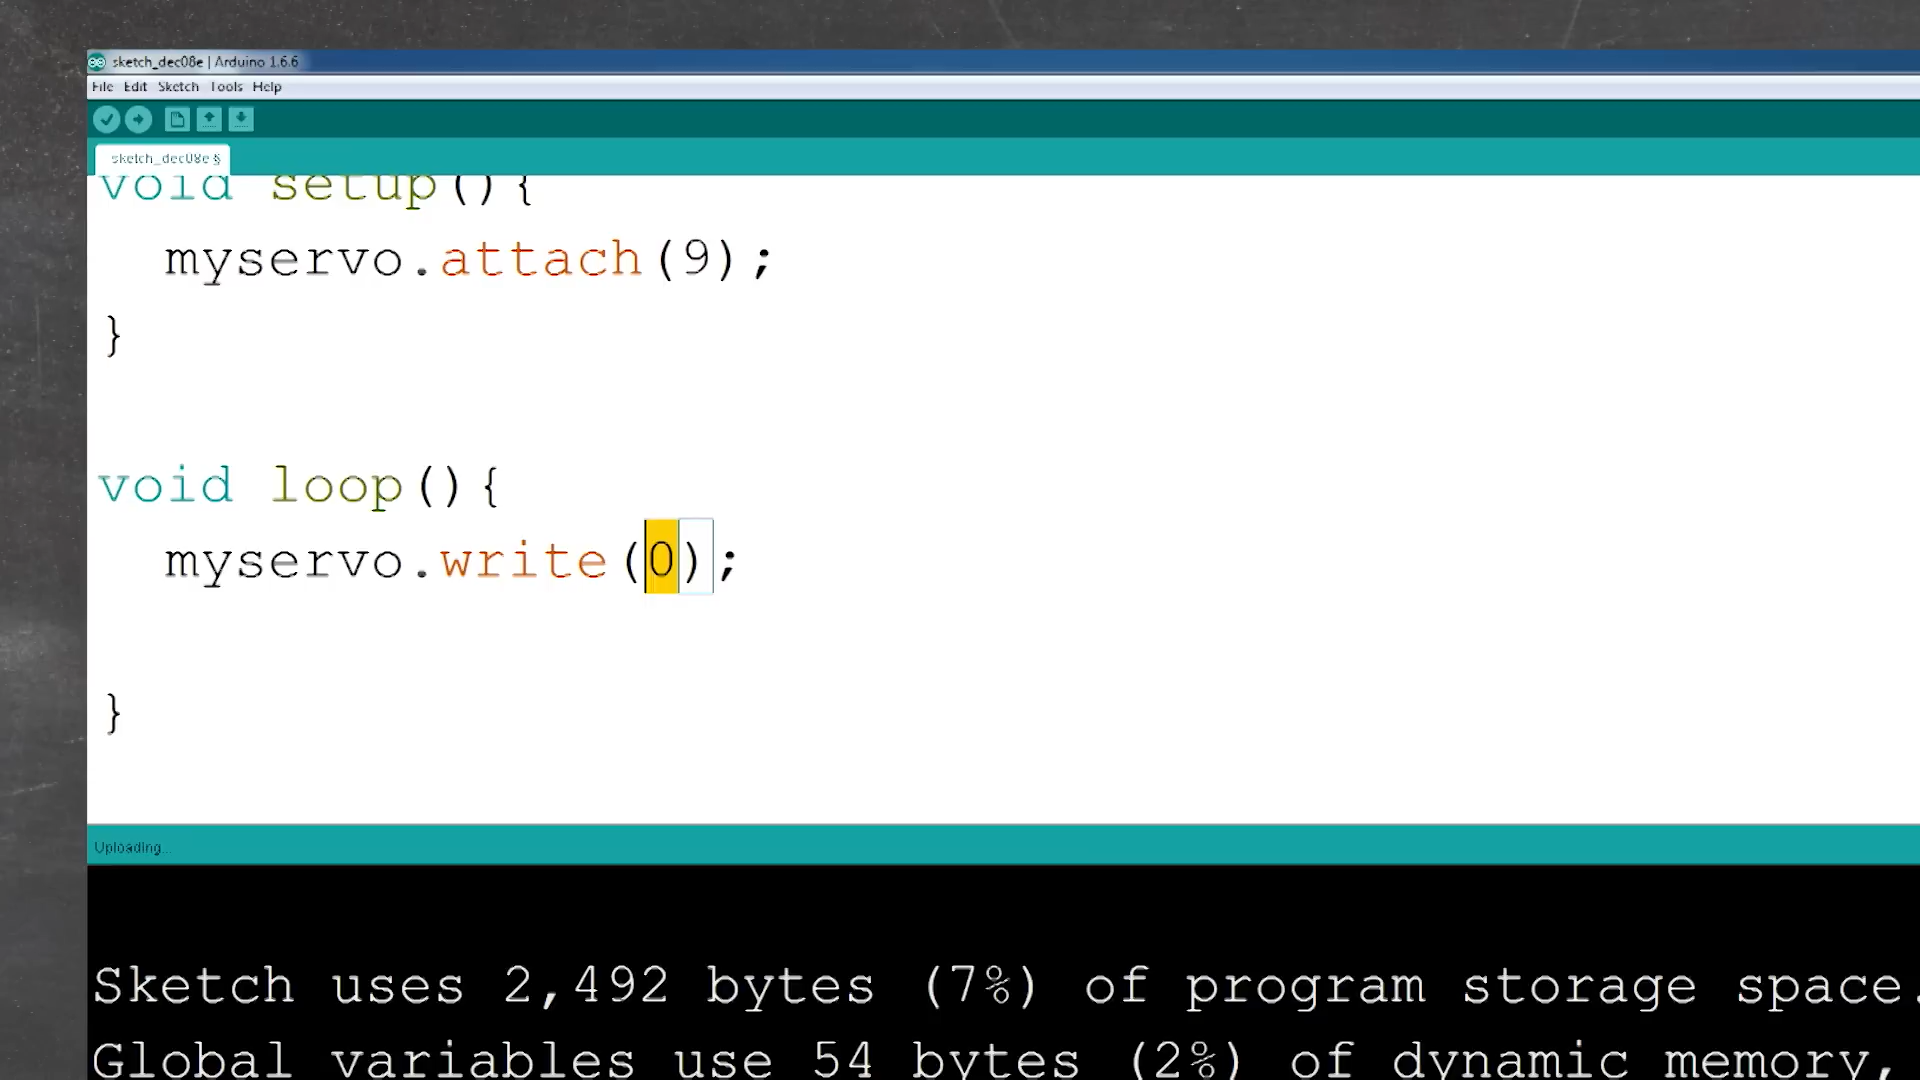 sketch_dec08e | Arduino 1.6.6
File Edit Sketch Tools Help
sketch_dec08e §
void setup(){
myservo.attach(9);
}
void loop(){
myservo.write(0);
}
Uploading...
Sketch uses 2,492 bytes (7%) of program storage space.
Global variables use 54 bytes (2%) of dynamic memory,